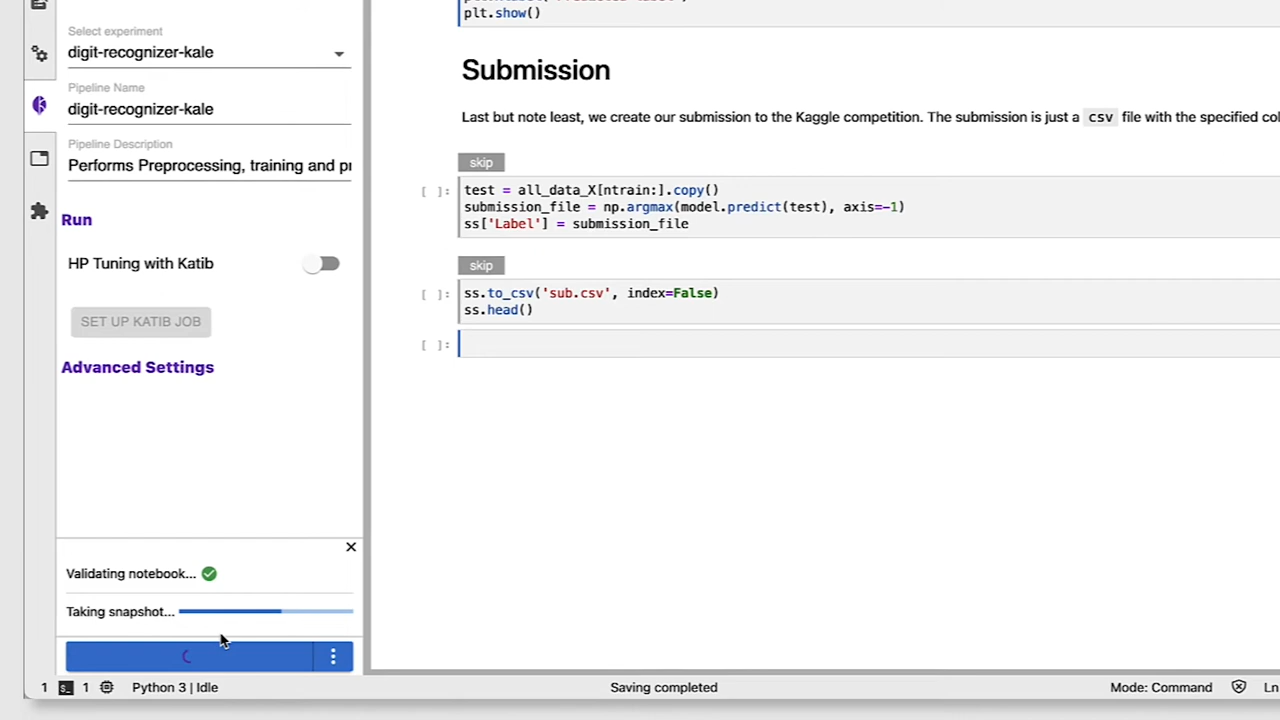 Select experiment
digit-recognizer-kale
Pipeline Name
digit-recognizer-kale
Pipeline Description
Performs Preprocessing, training and pr
Run
HP Tuning with Katib
SET UP KATIB JOB
Advanced Settings
Validating notebook...
Taking snapshot...
plt.show()
Submission
Last but note least, we create our submission to the Kaggle competition. The submission is just a csv file with the specified col
skip
[ ]:
test = all_data_X[ntrain:].copy()
submission_file = np.argmax(model.predict(test), axis=-1)
ss['Label'] = submission_file
skip
[ ]:
ss.to_csv('sub.csv', index=False)
ss.head()
[ ]:
1 s_ 1 Python 3 | Idle
Saving completed
Mode: Command
Ln